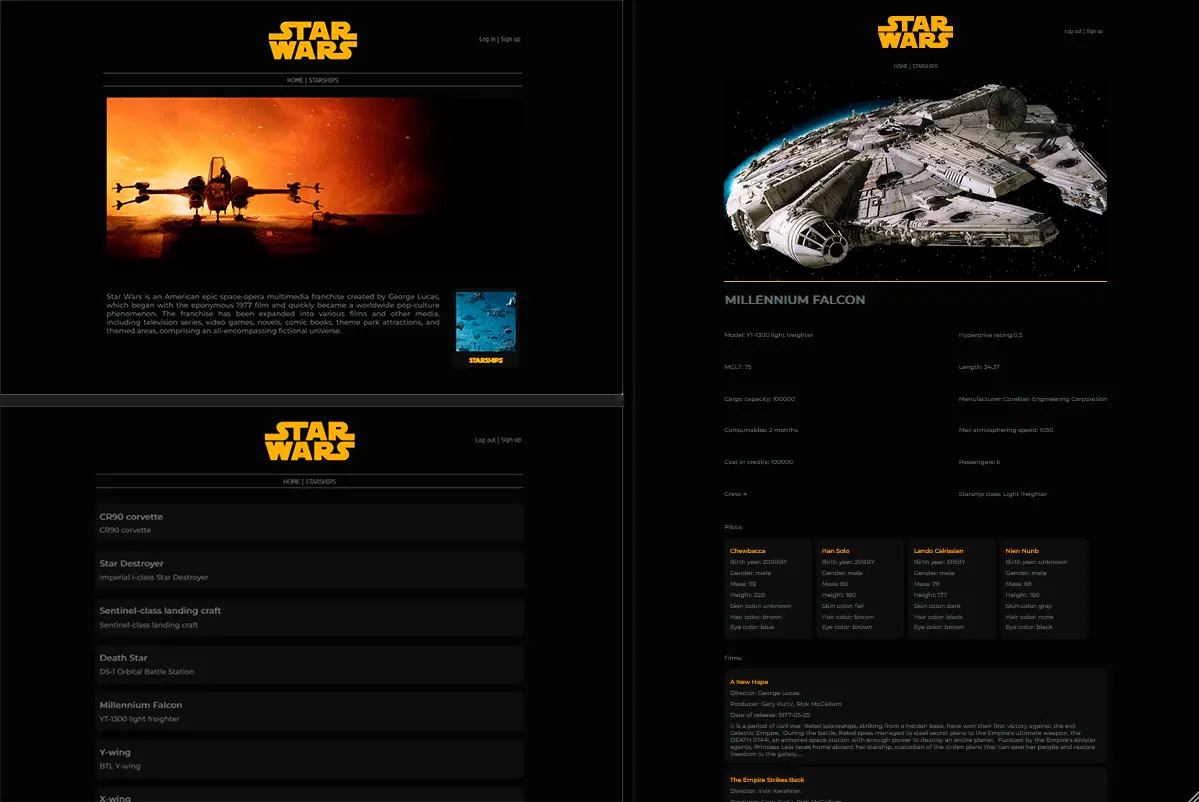 STAR
WARS
Log in | Sign up
HOME | STARSHIPS
Star Wars is an American epic space-opera multimedia franchise created by George Lucas,
which began with the eponymous 1977 film and quickly became a worldwide pop-culture
phenomenon. The franchise has been expanded into various films and other media,
including television series, video games, novels, comic books, theme park attractions, and
themed areas, comprising an all-encompassing fictional universe.
STARSHIPS
STAR
WARS
Log out | Sign up
HOME | STARSHIPS
CR90 corvette
CR90 corvette
Star Destroyer
Imperial I-class Star Destroyer
Sentinel-class landing craft
Sentinel-class landing craft
Death Star
DS-1 Orbital Battle Station
Millennium Falcon
YT-1300 light freighter
Y-wing
BTL Y-wing
X-wing
STAR
WARS
Log out | Sign up
HOME | STARSHIPS
MILLENNIUM FALCON
Model: YT-1300 light freighter
Hyperdrive rating:0.5
MGLT: 75
Length: 34.37
Cargo capacity: 100000
Manufacturer: Corellian Engineering Corporation
Consumables: 2 months
Max atmosphering speed: 1050
Cost in credits: 100000
Passengers: 6
Crew: 4
Starship class: Light freighter
Pilots:
Chewbacca
Birth year: 200BBY
Gender: male
Mass: 112
Height: 228
Skin color: unknown
Hair color: brown
Eye color: blue
Han Solo
Birth year: 29BBY
Gender: male
Mass: 80
Height: 180
Skin color: fair
Hair color: brown
Eye color: brown
Lando Calrissian
Birth year: 31BBY
Gender: male
Mass: 79
Height: 177
Skin color: dark
Hair color: black
Eye color: brown
Nien Nunb
Birth year: unknown
Gender: male
Mass: 68
Height: 160
Skin color: grey
Hair color: none
Eye color: black
Films:
A New Hope
Director: George Lucas
Producer: Gary Kurtz, Rick McCallum
Date of release: 1977-05-25
It is a period of civil war. Rebel spaceships, striking from a hidden base, have won their first victory against the evil
Galactic Empire. During the battle, Rebel spies managed to steal secret plans to the Empire's ultimate weapon, the
DEATH STAR, an armored space station with enough power to destroy an entire planet. Pursued by the Empire's sinister
agents, Princess Leia races home aboard her starship, custodian of the stolen plans that can save her people and restore
freedom to the galaxy....
The Empire Strikes Back
Director: Irvin Kershner